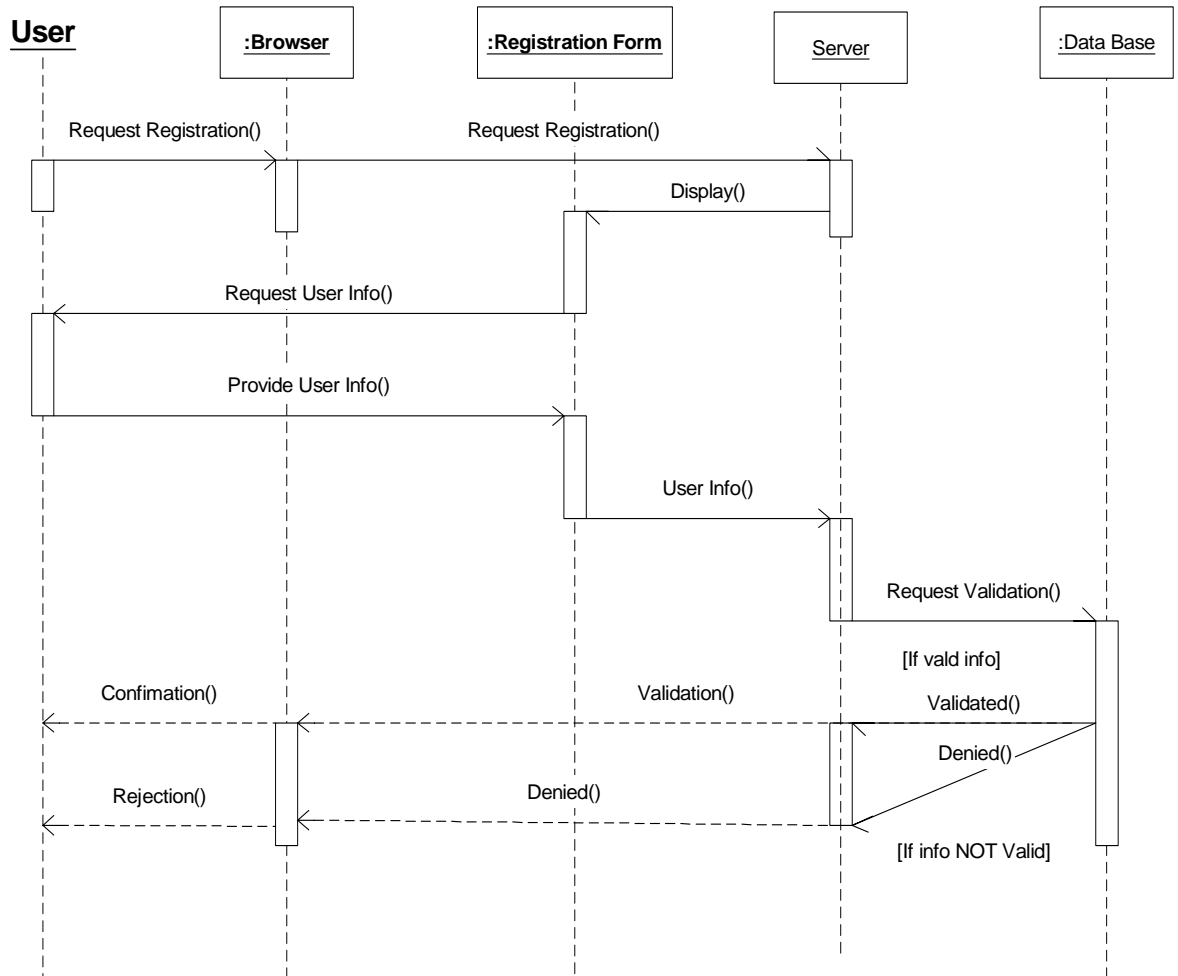 User
:Browser
:Registration Form
Server
:Data Base
Request Registration()
Request Registration()
Display()
Request User Info()
Provide User Info()
User Info()
Request Validation()
[If vald info]
Confimation()
Validation()
Validated()
Denied()
Rejection()
Denied()
[If info NOT Valid]